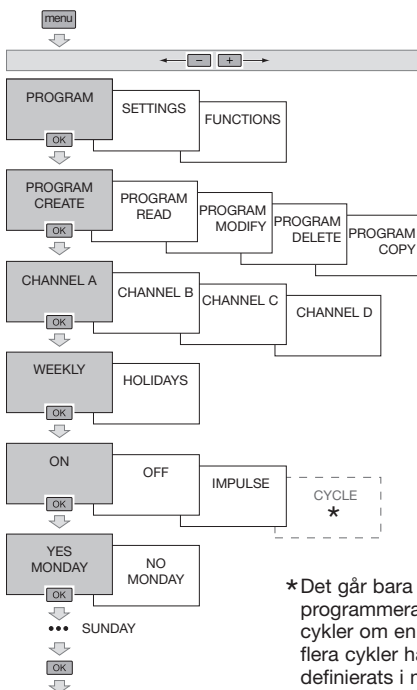 menu
− +
PROGRAM
SETTINGS
FUNCTIONS
OK
PROGRAM
CREATE
PROGRAM
READ
PROGRAM
MODIFY
PROGRAM
DELETE
PROGRAM
COPY
OK
CHANNEL A
CHANNEL B
CHANNEL C
CHANNEL D
OK
WEEKLY
HOLIDAYS
OK
ON
OFF
IMPULSE
CYCLE
*
OK
YES
MONDAY
NO
MONDAY
OK
••• SUNDAY
OK
* Det går bara
programmera
cykler om en
flera cykler ha
definierats i